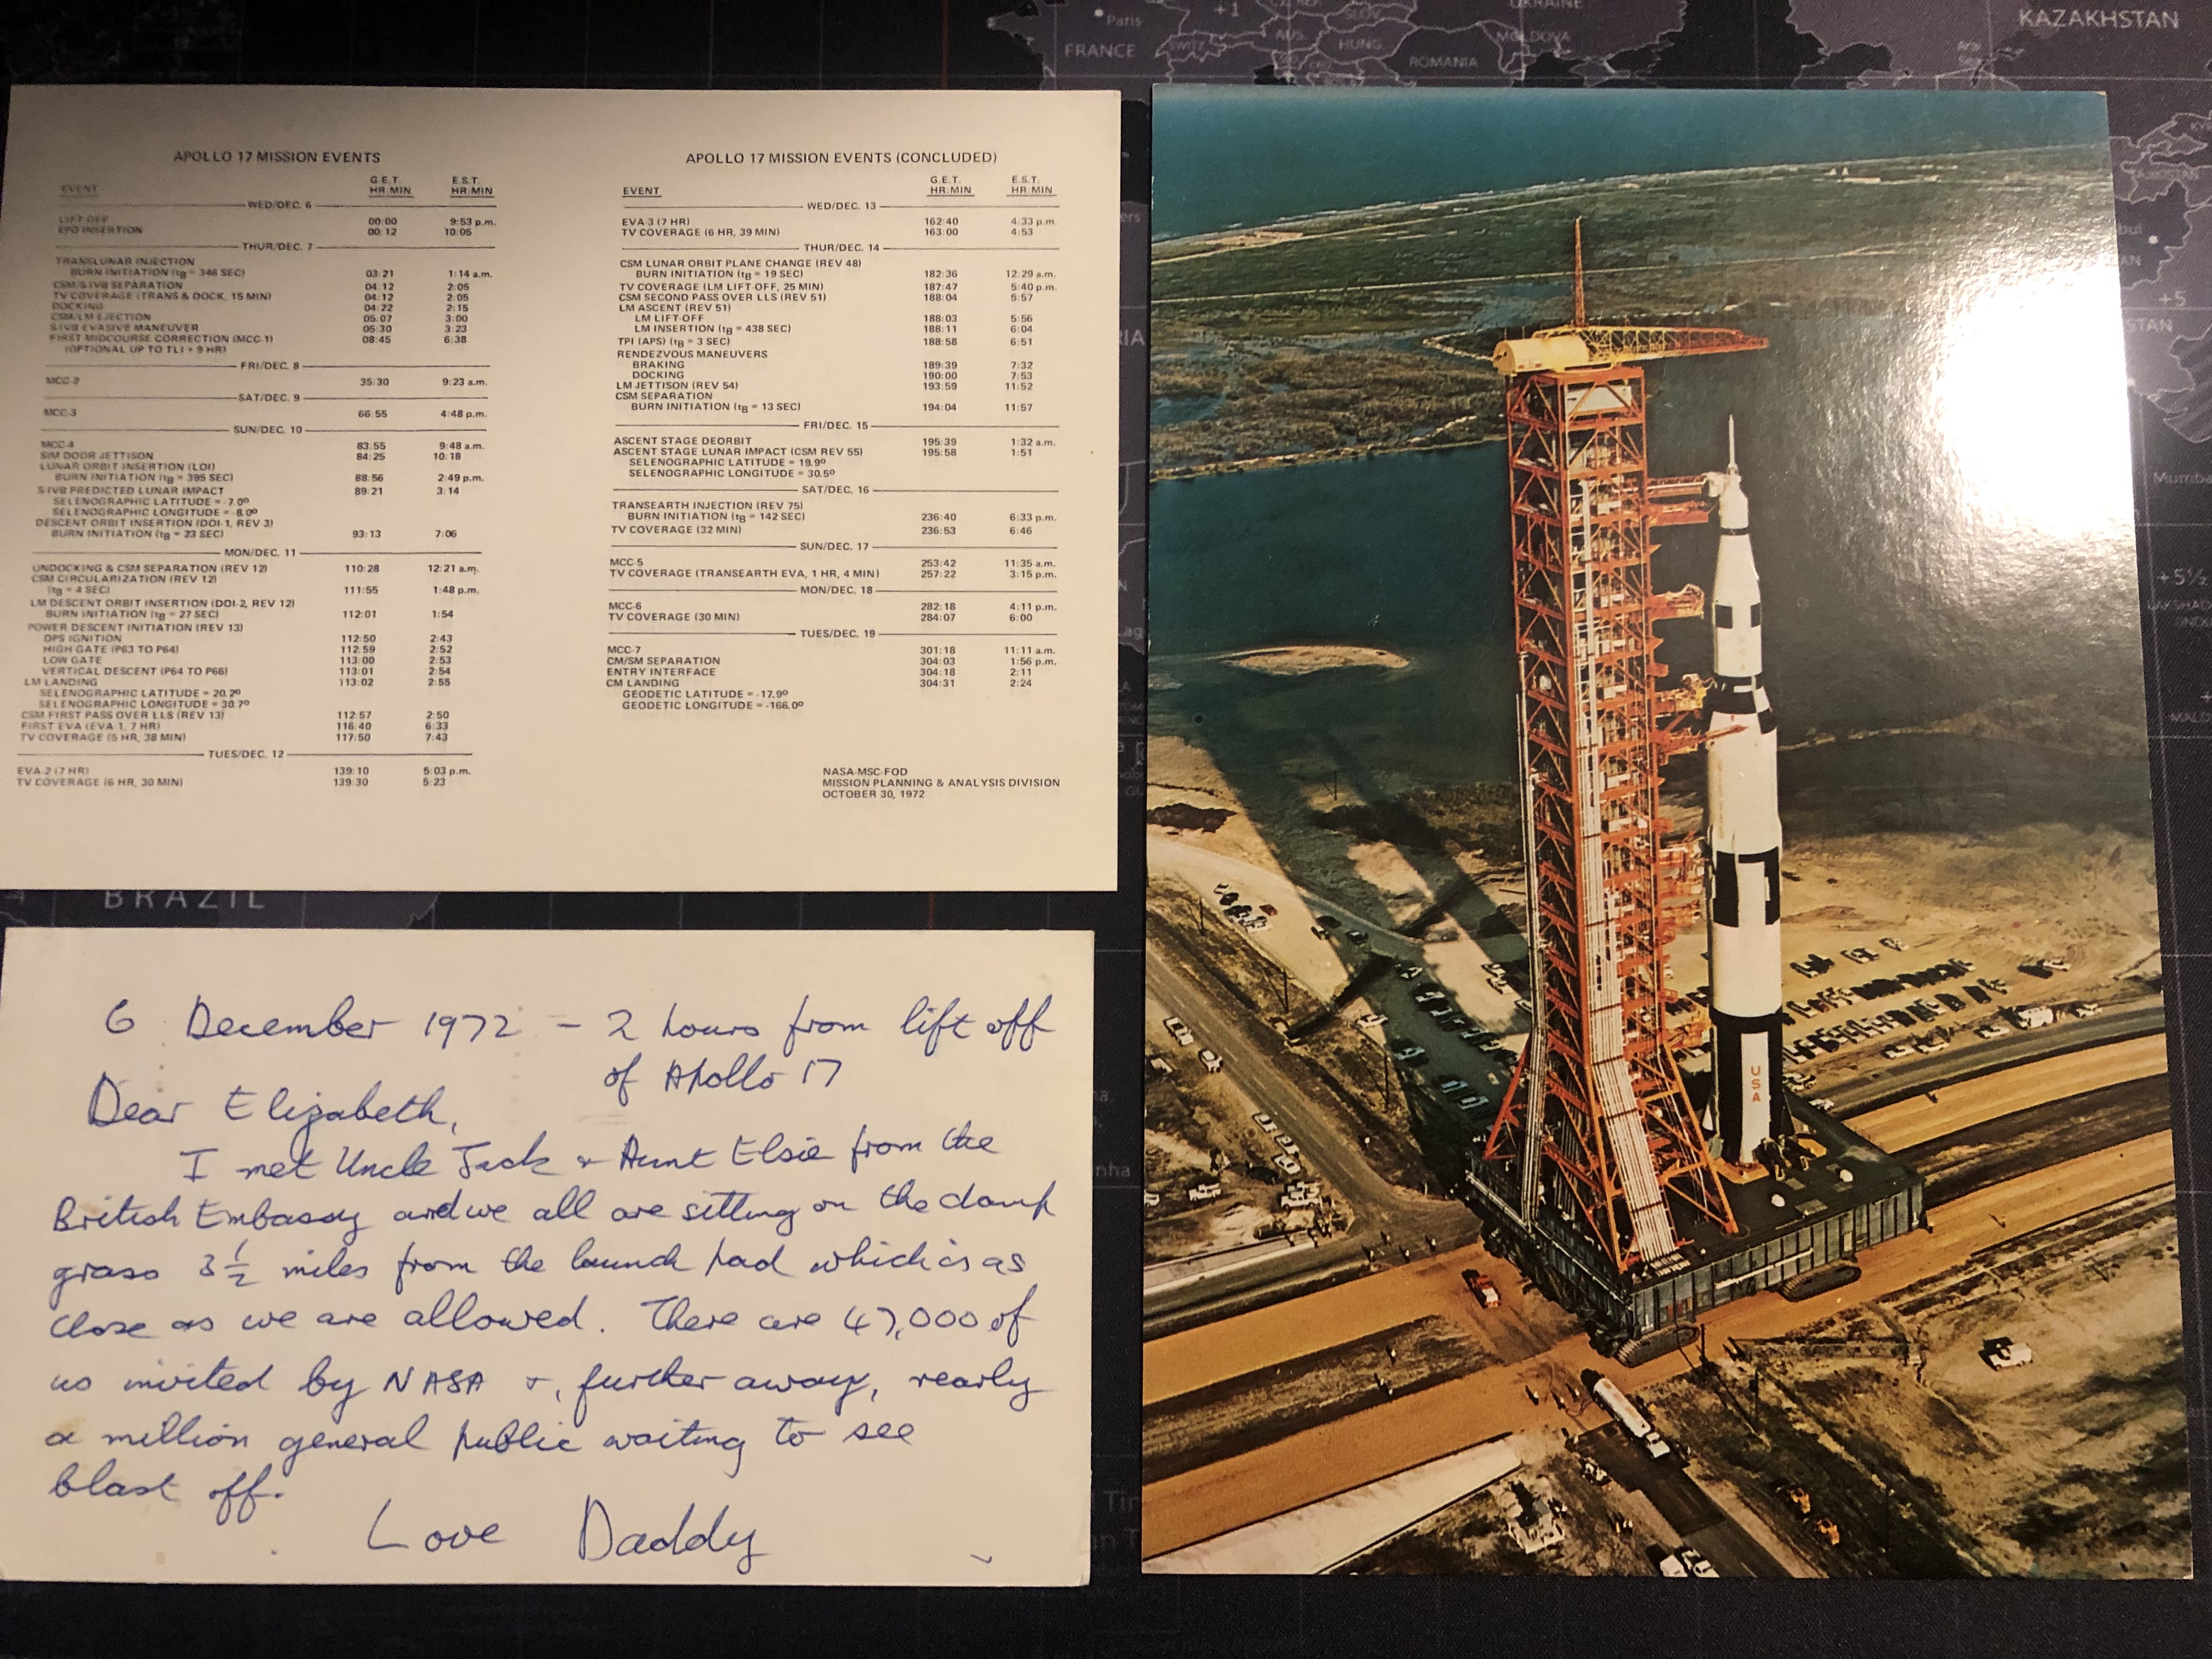 APOLLO 17 MISSION EVENTS
EVENT G.E.T. HR:MIN E.S.T. HR:MIN
WED/DEC. 6
LIFT-OFF 00:00 9:53 p.m.
EPO INSERTION 00:12 10:05
THUR/DEC. 7
TRANSLUNAR INJECTION
BURN INITIATION (tB = 346 SEC) 03:21 1:14 a.m.
CSM/S-IVB SEPARATION 04:12 2:05
TV COVERAGE (TRANS & DOCK, 15 MIN) 04:12 2:05
DOCKING 04:22 2:15
CSM/LM EJECTION 05:07 3:00
S-IVB EVASIVE MANEUVER 05:30 3:23
FIRST MIDCOURSE CORRECTION (MCC-1) 08:45 6:38
(OPTIONAL UP TO TLI + 9 HR)
FRI/DEC. 8
MCC-2 35:30 9:23 a.m.
SAT/DEC. 9
MCC-3 66:55 4:48 p.m.
SUN/DEC. 10
MCC-4 83:55 9:48 a.m.
SIM DOOR JETTISON 84:25 10:18
LUNAR ORBIT INSERTION (LOI)
BURN INITIATION (tB = 395 SEC) 88:56 2:49 p.m.
S-IVB PREDICTED LUNAR IMPACT 89:21 3:14
SELENOGRAPHIC LATITUDE = -7.0º
SELENOGRAPHIC LONGITUDE = -8.0º
DESCENT ORBIT INSERTION (DOI-1, REV 3)
BURN INITIATION (tB = 23 SEC) 93:13 7:06
MON/DEC. 11
UNDOCKING & CSM SEPARATION (REV 12) 110:28 12:21 a.m.
CSM CIRCULARIZATION (REV 12)
(tB = 4 SEC) 111:55 1:48 p.m.
LM DESCENT ORBIT INSERTION (DOI-2, REV 12)
BURN INITIATION (tB = 27 SEC) 112:01 1:54
POWER DESCENT INITIATION (REV 13)
DPS IGNITION 112:50 2:43
HIGH GATE (P63 TO P64) 112:59 2:52
LOW GATE 113:00 2:53
VERTICAL DESCENT (P64 TO P66) 113:01 2:54
LM LANDING 113:02 2:55
SELENOGRAPHIC LATITUDE = 20.2º
SELENOGRAPHIC LONGITUDE = 30.7º
CSM FIRST PASS OVER LLS (REV 13) 112:57 2:50
FIRST EVA (EVA-1, 7 HR) 116:40 6:33
TV COVERAGE (5 HR, 38 MIN) 117:50 7:43
TUES/DEC. 12
EVA-2 (7 HR) 139:10 5:03 p.m.
TV COVERAGE (6 HR, 30 MIN) 139:30 5:23
APOLLO 17 MISSION EVENTS (CONCLUDED)
EVENT G.E.T. HR:MIN E.S.T. HR:MIN
WED/DEC. 13
EVA-3 (7 HR) 162:40 4:33 p.m.
TV COVERAGE (6 HR, 39 MIN) 163:00 4:53
THUR/DEC. 14
CSM LUNAR ORBIT PLANE CHANGE (REV 48)
BURN INITIATION (tB = 19 SEC) 182:36 12:29 a.m.
TV COVERAGE (LM LIFT-OFF, 25 MIN) 187:47 5:40 p.m.
CSM SECOND PASS OVER LLS (REV 51) 188:04 5:57
LM ASCENT (REV 51)
LM LIFT-OFF 188:03 5:56
LM INSERTION (tB = 438 SEC) 188:11 6:04
TPI (APS) (tB = 3 SEC) 188:58 6:51
RENDEZVOUS MANEUVERS
BRAKING 189:39 7:32
DOCKING 190:00 7:53
LM JETTISON (REV 54) 193:59 11:52
CSM SEPARATION
BURN INITIATION (tB = 13 SEC) 194:04 11:57
FRI/DEC. 15
ASCENT STAGE DEORBIT 195:39 1:32 a.m.
ASCENT STAGE LUNAR IMPACT (CSM REV 55) 195:58 1:51
SELENOGRAPHIC LATITUDE = 19.9º
SELENOGRAPHIC LONGITUDE = 30.5º
SAT/DEC. 16
TRANSEARTH INJECTION (REV 75)
BURN INITIATION (tB = 142 SEC) 236:40 6:33 p.m.
TV COVERAGE (32 MIN) 236:53 6:46
SUN/DEC. 17
MCC-5 253:42 11:35 a.m.
TV COVERAGE (TRANSEARTH EVA, 1 HR, 4 MIN) 257:22 3:15 p.m.
MON/DEC. 18
MCC-6 282:18 4:11 p.m.
TV COVERAGE (30 MIN) 284:07 6:00
TUES/DEC. 19
MCC-7 301:18 11:11 a.m.
CM/SM SEPARATION 304:03 1:56 p.m.
ENTRY INTERFACE 304:18 2:11
CM LANDING 304:31 2:24
GEODETIC LATITUDE = -17.9º
GEODETIC LONGITUDE = -166.0º
NASA-MSC-FOD
MISSION PLANNING & ANALYSIS DIVISION
OCTOBER 30, 1972
6 December 1972 - 2 hours from lift off
of Apollo 17
Dear Elizabeth,
I met Uncle Jack & Aunt Elsie from the
British Embassy and we all are sitting on the damp
grass 3 1/2 miles from the launch pad which is as
close as we are allowed. There are 47,000 of
us invited by NASA &, further away, nearly
a million general public waiting to see
blast off.
Love Daddy
USA
Paris
FRANCE
SWITZ.
AUS.
HUNG.
SLOV.
ROMANIA
MOLDOVA
UKRAINE
KAZAKHSTAN
+1
+5
+5½
BRAZIL